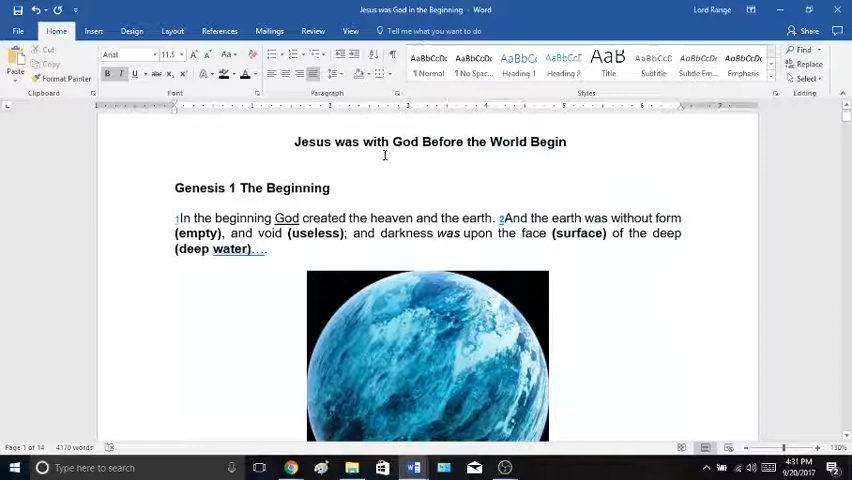 Jesus was God in the Beginning - Word
Lord Range
File Home Insert Design Layout References Mailings Review View Tell me what you want to do
Share
Cut
Copy
Format Painter
Paste
Clipboard
Arial 11.5
Font
Paragraph
AaBbCcDc AaBbCcDc AaBbCc AaBbCc AaB AaBbCcD AaBbCcDc AaBbCcDc
¶ Normal ¶ No Spac... Heading 1 Heading 2 Title Subtitle Subtle Em... Emphasis
Styles
Find
Replace
Select
Editing
Jesus was with God Before the World Begin
Genesis 1 The Beginning
1In the beginning God created the heaven and the earth. 2And the earth was without form
(empty), and void (useless); and darkness was upon the face (surface) of the deep
(deep water)....
Page 1 of 14 4170 words
130%
Type here to search
4:31 PM
9/20/2017